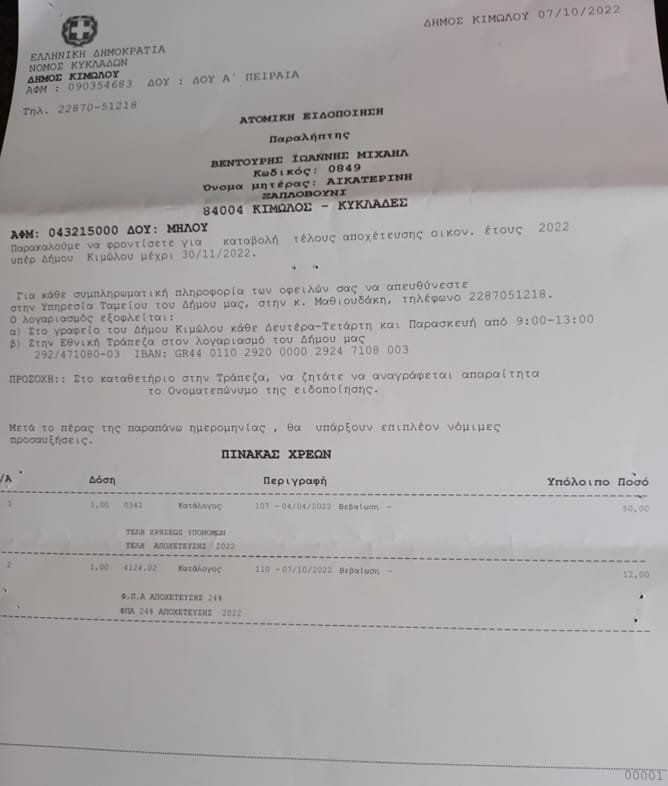 ΔΗΜΟΣ ΚΙΜΩΛΟΥ 07/10/2022
ΕΛΛΗΝΙΚΗ ΔΗΜΟΚΡΑΤΙΑ
ΝΟΜΟΣ ΚΥΚΛΑΔΩΝ
ΔΗΜΟΣ ΚΙΜΩΛΟΥ
ΑΦΜ : 090354683 ΔΟΥ : ΔΟΥ Α' ΠΕΙΡΑΙΑ
Τηλ. 22870-51218
ΑΤΟΜΙΚΗ ΕΙΔΟΠΟΙΗΣΗ
Παραλήπτης
ΒΕΝΤΟΥΡΗΣ ΙΩΑΝΝΗΣ ΜΙΧΑΗΛ
Κωδικός: 0849
Όνομα μητέρας: ΑΙΚΑΤΕΡΙΝΗ
ΞΑΠΛΟΒΟΥΝΙ
84004 ΚΙΜΩΛΟΣ - ΚΥΚΛΑΔΕΣ
ΑΦΜ: 043215000 ΔΟΥ: ΜΗΛΟΥ
Παρακαλούμε να φροντίσετε για καταβολή τέλους αποχέτευσης οικον. έτους 2022
υπέρ Δήμου Κιμώλου μέχρι 30/11/2022.
Για κάθε συμπληρωματική πληροφορία των οφειλών σας να απευθύνεστε
στην Υπηρεσία Ταμείου του Δήμου μας, στην κ. Μαθιουδάκη, τηλέφωνο 2287051218.
Ο λογαριασμός εξοφλείται:
α) Στο γραφείο του Δήμου Κιμώλου κάθε Δευτέρα-Τετάρτη και Παρασκευή από 9:00-13:00
β) Στην Εθνική Τράπεζα στον λογαριασμό του Δήμου μας
292/471080-03 IBAN: GR44 0110 2920 0000 2924 7108 003
ΠΡΟΣΟΧΗ:: Στο καταθετήριο στην Τράπεζα, να ζητάτε να αναγράφεται απαραίτητα
το Ονοματεπώνυμο της ειδοποίησης.
Μετά το πέρας της παραπάνω ημερομηνίας , θα υπάρξουν επιπλέον νόμιμες
προσαυξήσεις.
ΠΙΝΑΚΑΣ ΧΡΕΩΝ
/Α Δόση Περιγραφή Υπόλοιπο Ποσό
1 1,00 0342 Κατάλογος 107 - 04/04/2022 Βεβαίωση - 50,00
ΤΕΛΗ ΧΡΗΣΕΩΣ ΥΠΟΝΟΜΩΝ
ΤΕΛΗ ΑΠΟΧΕΤΕΥΣΗΣ 2022
2 1,00 4124.02 Κατάλογος 110 - 07/10/2022 Βεβαίωση - 12,00
Φ.Π.Α ΑΠΟΧΕΤΕΥΣΗΣ 24%
ΦΠΑ 24% ΑΠΟΧΕΤΕΥΣΗΣ 2022
00001